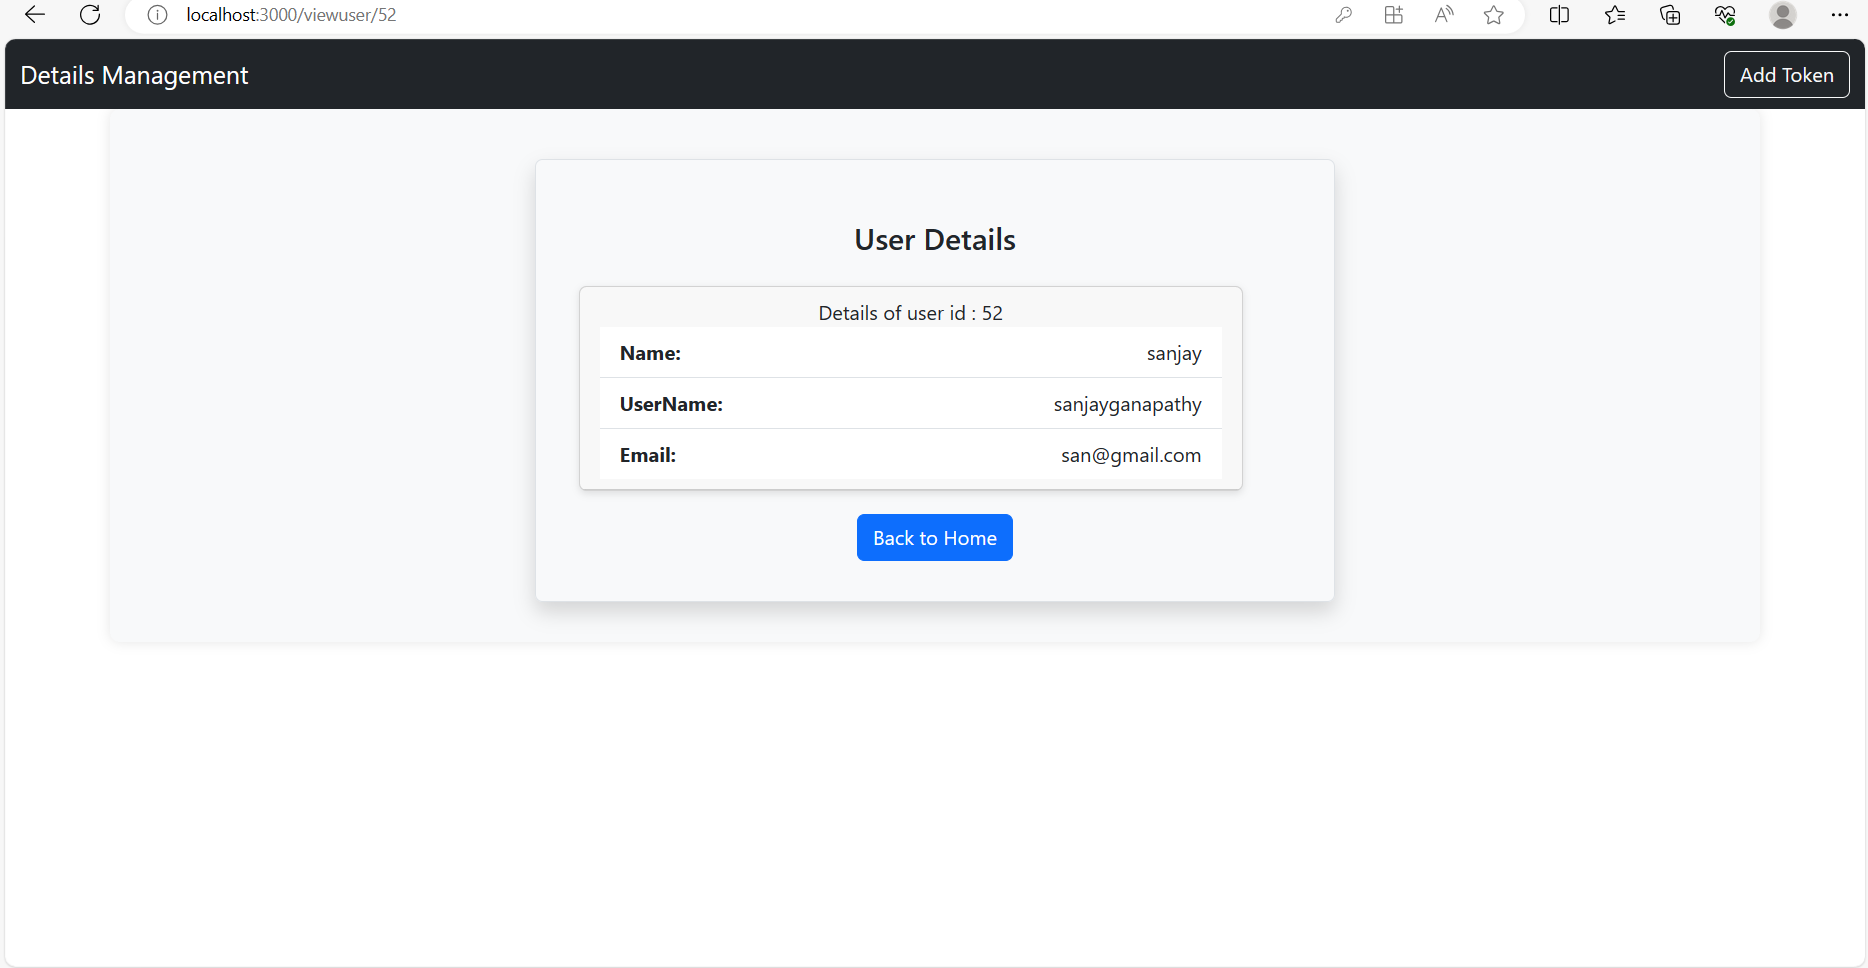 localhost:3000/viewuser/52
Details Management
Add Token
User Details
Details of user id : 52
Name: sanjay
UserName: sanjayganapathy
Email: san@gmail.com
Back to Home